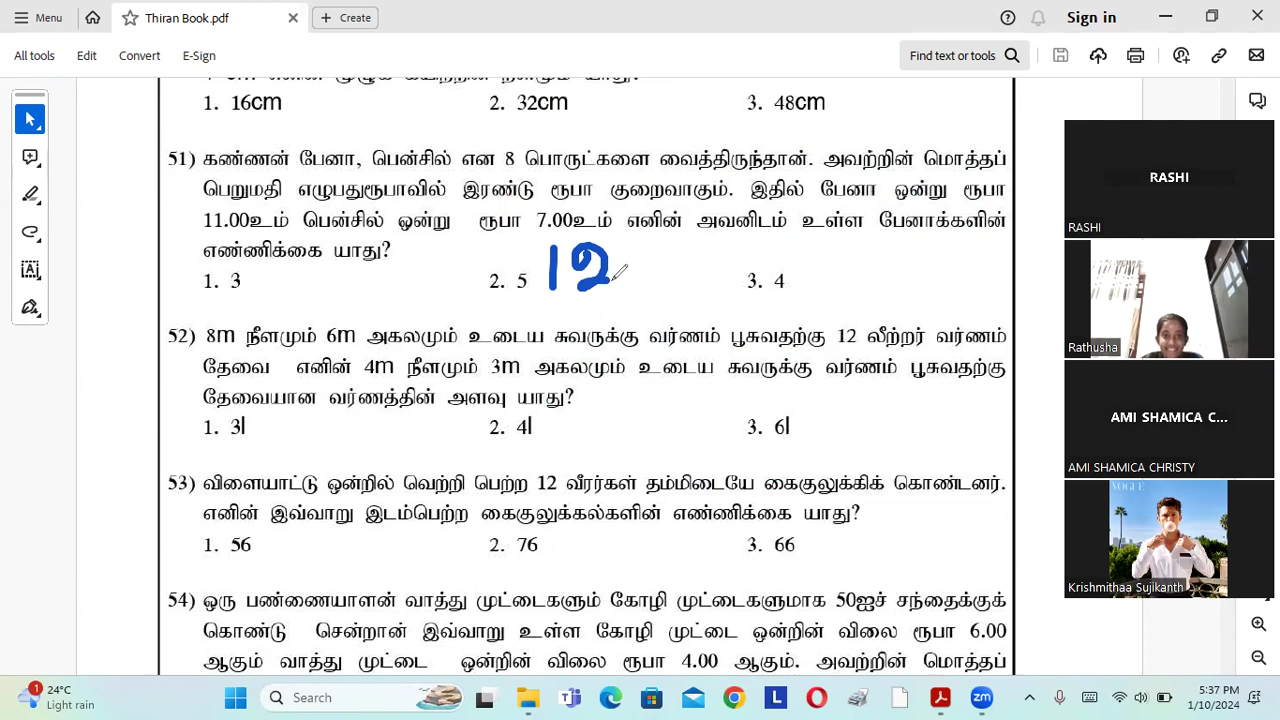 Menu
Thiran Book.pdf
Create
Sign in
All tools
Edit
Convert
E-Sign
Find text or tools
1. 16cm 2. 32cm 3. 48cm
51) கண்ணன் பேனா, பென்சில் என 8 பொருட்களை வைத்திருந்தான். அவற்றின் மொத்தப்
பெறுமதி எழுபதுரூபாவில் இரண்டு ரூபா குறைவாகும். இதில் பேனா ஒன்று ரூபா
11.00உம் பென்சில் ஒன்று ரூபா 7.00உம் எனின் அவனிடம் உள்ள பேனாக்களின்
எண்ணிக்கை யாது?
12
1. 3 2. 5 3. 4
52) 8m நீளமும் 6m அகலமும் உடைய சுவருக்கு வர்ணம் பூசுவதற்கு 12 லீற்றர் வர்ணம்
தேவை எனின் 4m நீளமும் 3m அகலமும் உடைய சுவருக்கு வர்ணம் பூசுவதற்கு
தேவையான வர்ணத்தின் அளவு யாது?
1. 3l 2. 4l 3. 6l
53) விளையாட்டு ஒன்றில் வெற்றி பெற்ற 12 வீரர்கள் தம்மிடையே கைகுலுக்கிக் கொண்டனர்.
எனின் இவ்வாறு இடம்பெற்ற கைகுலுக்கல்களின் எண்ணிக்கை யாது?
1. 56 2. 76 3. 66
54) ஒரு பண்ணையாளன் வாத்து முட்டைகளும் கோழி முட்டைகளுமாக 50ஐச் சந்தைக்குக்
கொண்டு சென்றான் இவ்வாறு உள்ள கோழி முட்டை ஒன்றின் விலை ரூபா 6.00
ஆகும் வாத்து முட்டை ஒன்றின் விலை ரூபா 4.00 ஆகும். அவற்றின் மொத்தப்
RASHI
RASHI
Rathusha
AMI SHAMICA C...
AMI SHAMICA CHRISTY
VOGUE
Krishmithaa Sujikanth
1
24°C
Light rain
Search
5:37 PM
1/10/2024